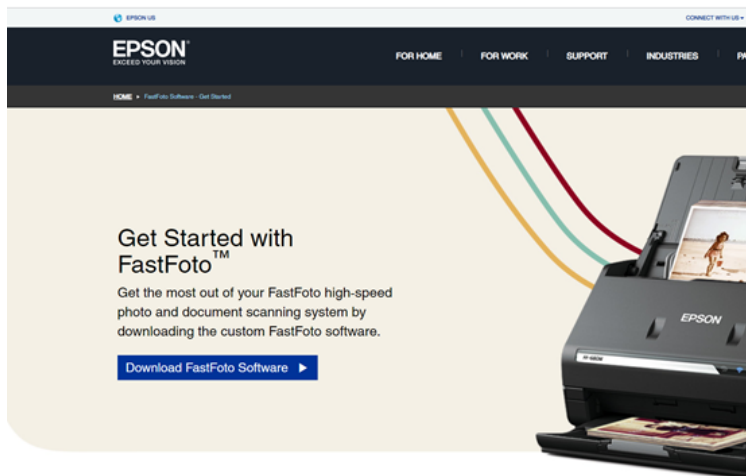 EPSON US
CONNECT WITH US
EPSON
EXCEED YOUR VISION
FOR HOME
FOR WORK
SUPPORT
INDUSTRIES
PA
HOME FastFoto Software - Get Started
Get Started with
FastFoto™
Get the most out of your FastFoto high-speed
photo and document scanning system by
downloading the custom FastFoto software.
Download FastFoto Software
EPSON